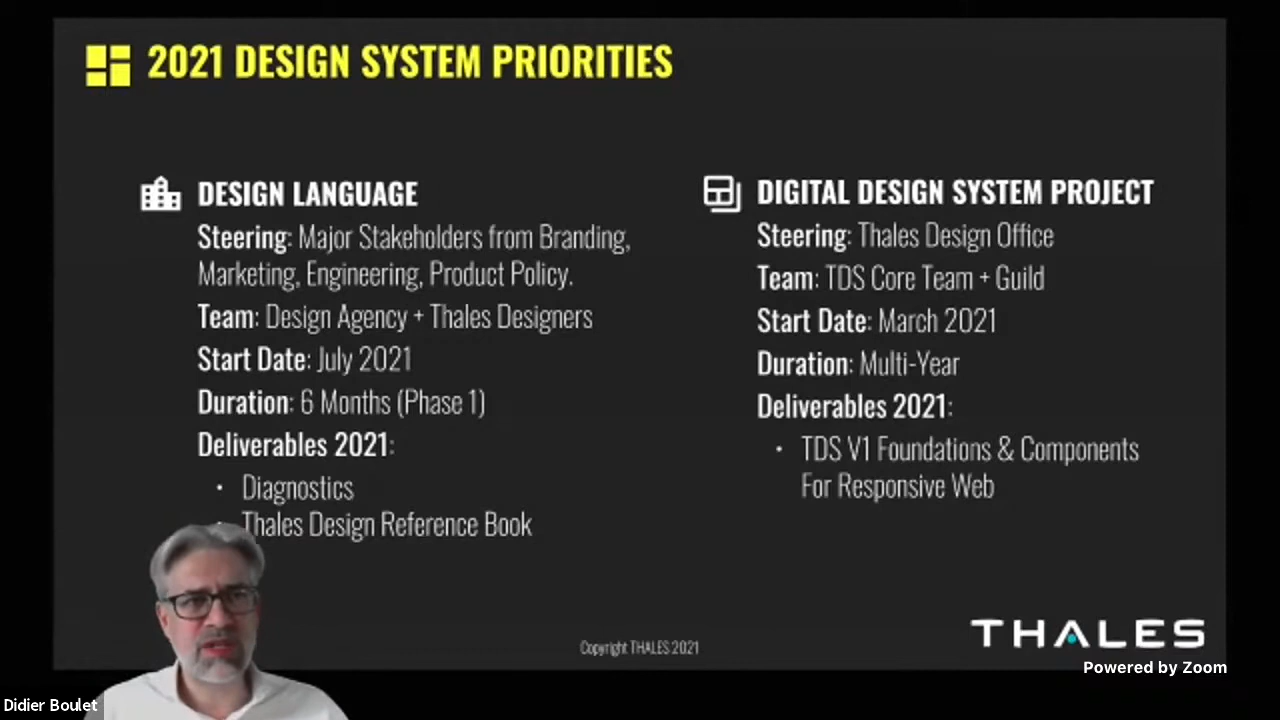 2021 DESIGN SYSTEM PRIORITIES
DESIGN LANGUAGE
Steering: Major Stakeholders from Branding,
Marketing, Engineering, Product Policy.
Team: Design Agency + Thales Designers
Start Date: July 2021
Duration: 6 Months (Phase 1)
Deliverables 2021:
• Diagnostics
• Thales Design Reference Book
DIGITAL DESIGN SYSTEM PROJECT
Steering: Thales Design Office
Team: TDS Core Team + Guild
Start Date: March 2021
Duration: Multi-Year
Deliverables 2021:
• TDS V1 Foundations & Components
For Responsive Web
Copyright THALES 2021
THALES
Powered by Zoom
Didier Boulet